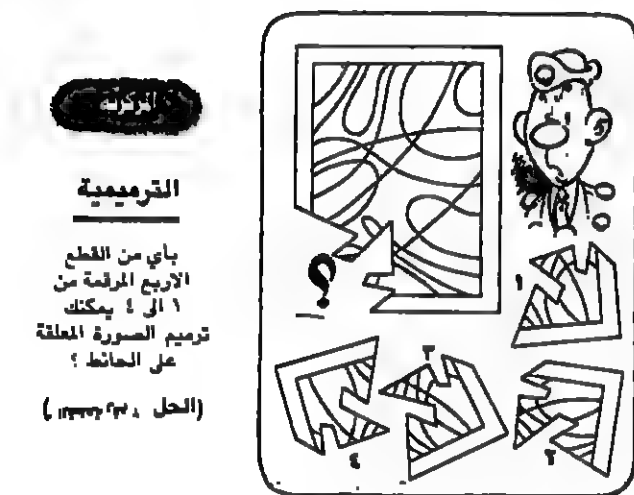 الترميمية
بأي من القطع
الاربع المرقمة من
١ الى ٤ يمكنك
ترميم الصورة المعلقة
على الحائط ؟
(الحل
؟
١
٣
٢
٤